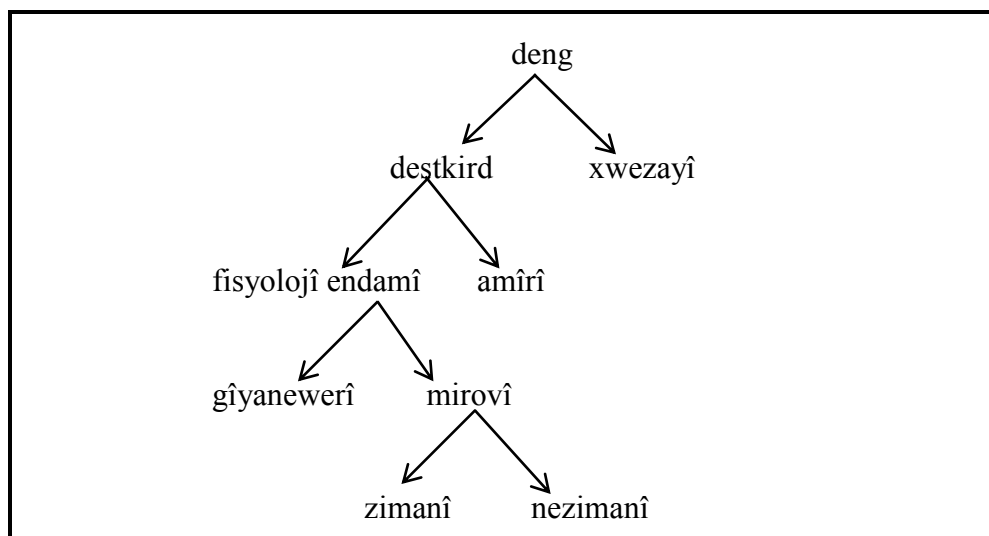 deng
destkird xwezayî
fisyolojî endamî amîrî
gîyanewerî mirovî
zimanî nezimanî